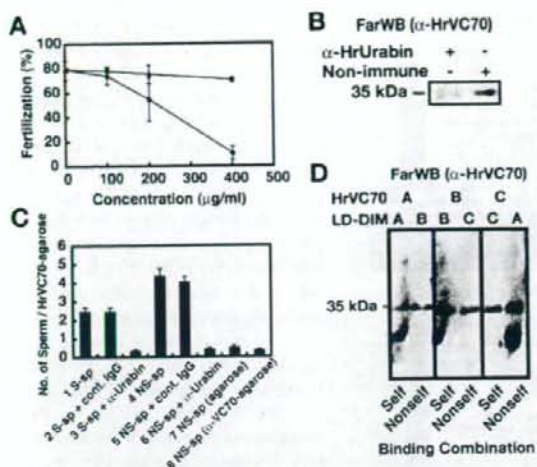 A
Fertilization (%)
100
80
60
40
20
0
0 100 200 300 400 500
Concentration (μg/ml)
B
FarWB (α-HrVC70)
α-HrUrabin + -
Non-immune - +
35 kDa
C
No. of Sperm / HrVC70-agarose
6
5
4
3
2
1
0
1 S-sp
2 S-sp + cont. IgG
3 S-sp + α-Urabin
4 NS-sp
5 NS-sp + cont. IgG
6 NS-sp + α-Urabin
7 NS-sp (agarose)
8 NS-sp (α-VC70-agarose)
D
FarWB (α-HrVC70)
HrVC70 A B C
LD-DIM A B B C C A
35 kDa
Self
Nonself
Self
Nonself
Self
Nonself
Binding Combination